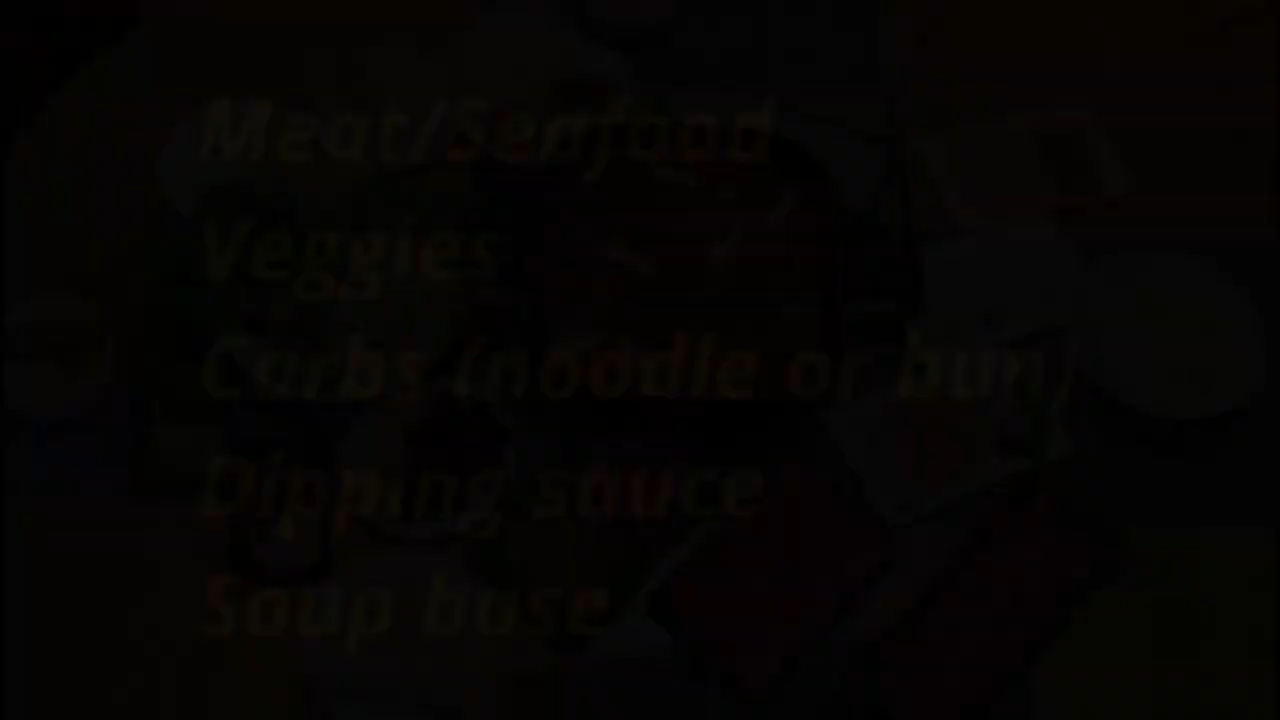 Meat/Seafood
Veggies
Carbs (noodle or bun)
Dipping sauce
Soup base